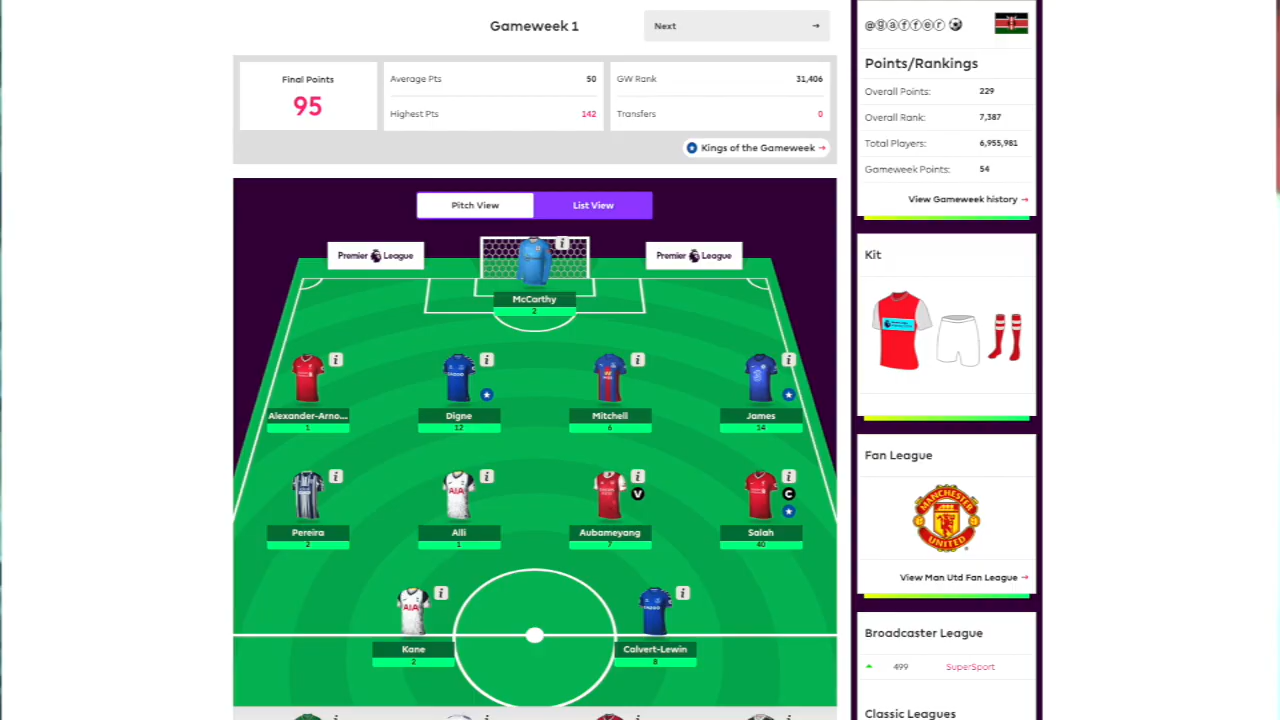 Gameweek 1
Next →
Final Points
95
Average Pts 50
Highest Pts 142
GW Rank 31,406
Transfers 0
Kings of the Gameweek →
Pitch View
List View
Premier League
Premier League
McCarthy
2
Alexander-Arno...
1
Digne
12
Mitchell
6
James
14
Pereira
2
Alli
1
Aubameyang
7
V
Salah
40
C
AIA
Kane
2
Calvert-Lewin
8
@ⓖⓐⓕⓕⓔⓡ ⚽
Points/Rankings
Overall Points: 229
Overall Rank: 7,387
Total Players: 6,955,981
Gameweek Points: 54
View Gameweek history →
Kit
Fan League
MANCHESTER
UNITED
View Man Utd Fan League →
Broadcaster League
499 SuperSport
Classic Leagues